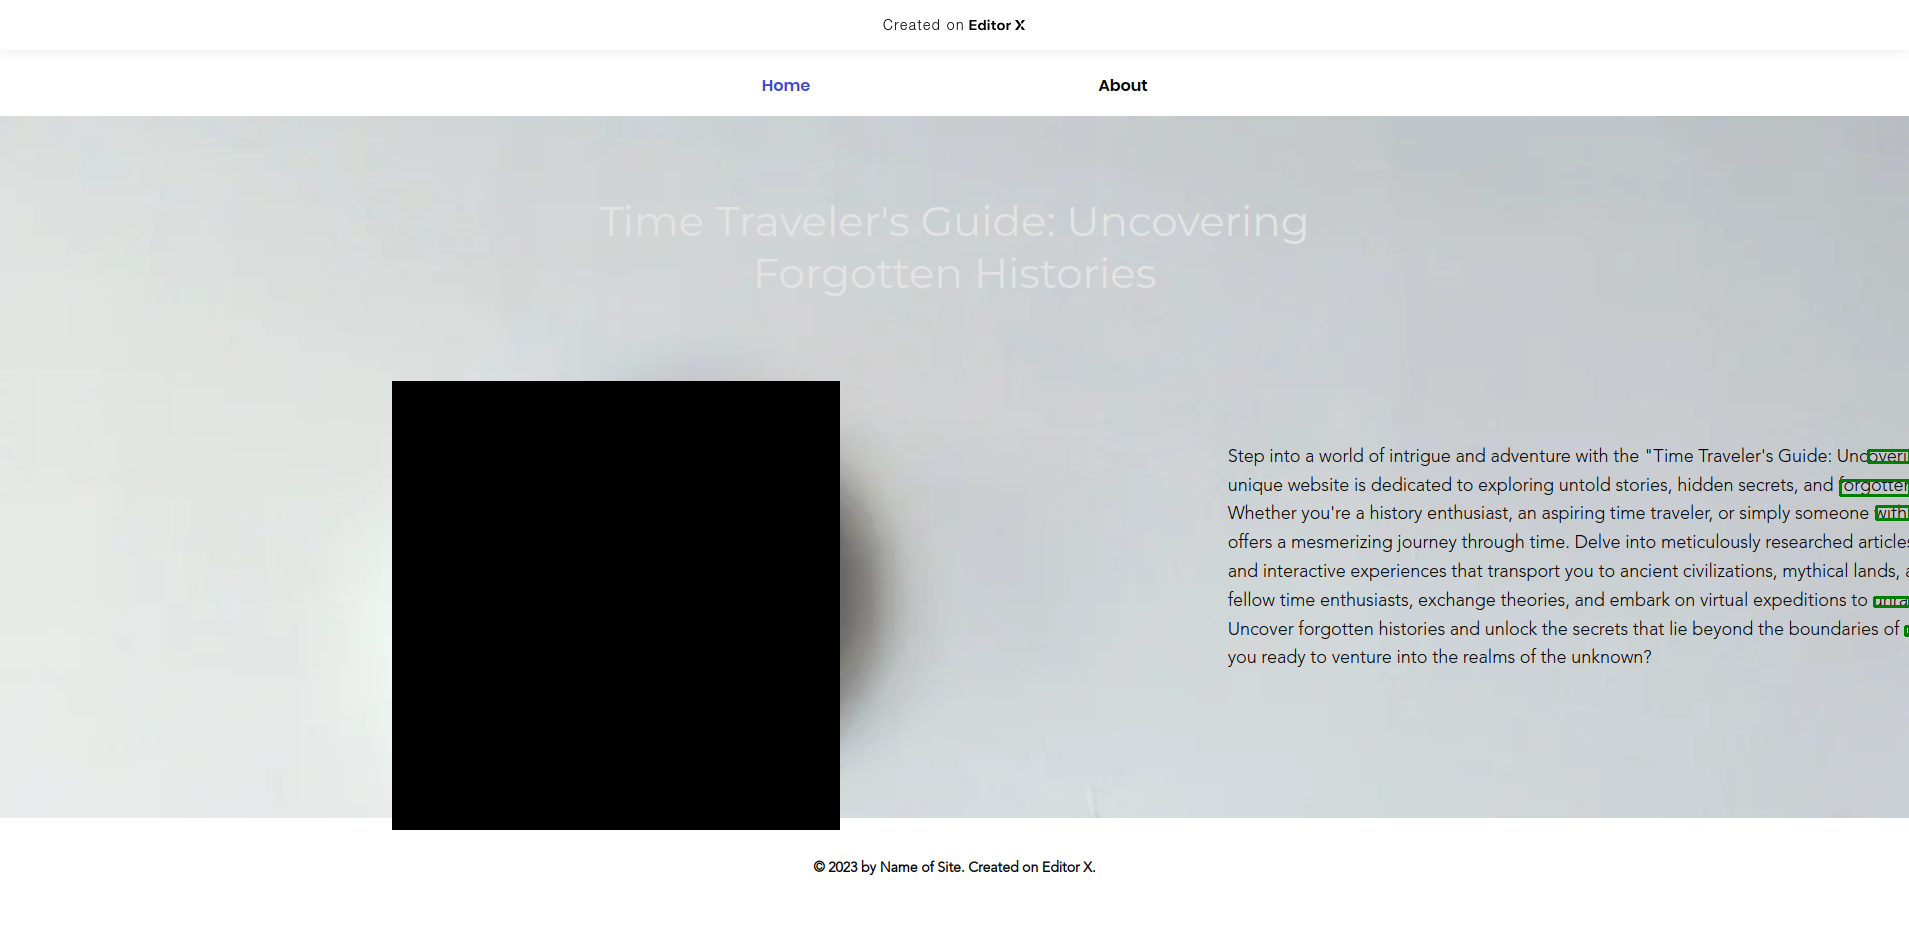 Created on Editor X
Home
About
Time Traveler's Guide: Uncovering
Forgotten Histories
Step into a world of intrigue and adventure with the "Time Traveler's Guide:
unique website is dedicated to exploring untold stories, hidden secrets, and forgotten
Whether you're a history enthusiast, an aspiring time traveler, or simply someone with
offers a mesmerizing journey through time. Delve into meticulously researched articles
and interactive experiences that transport you to ancient civilizations, mythical lands,
fellow time enthusiasts, exchange theories, and embark on virtual expeditions to
Uncover forgotten histories and unlock the secrets that lie beyond the boundaries of
you ready to venture into the realms of the unknown?
© 2023 by Name of Site. Created on Editor X.